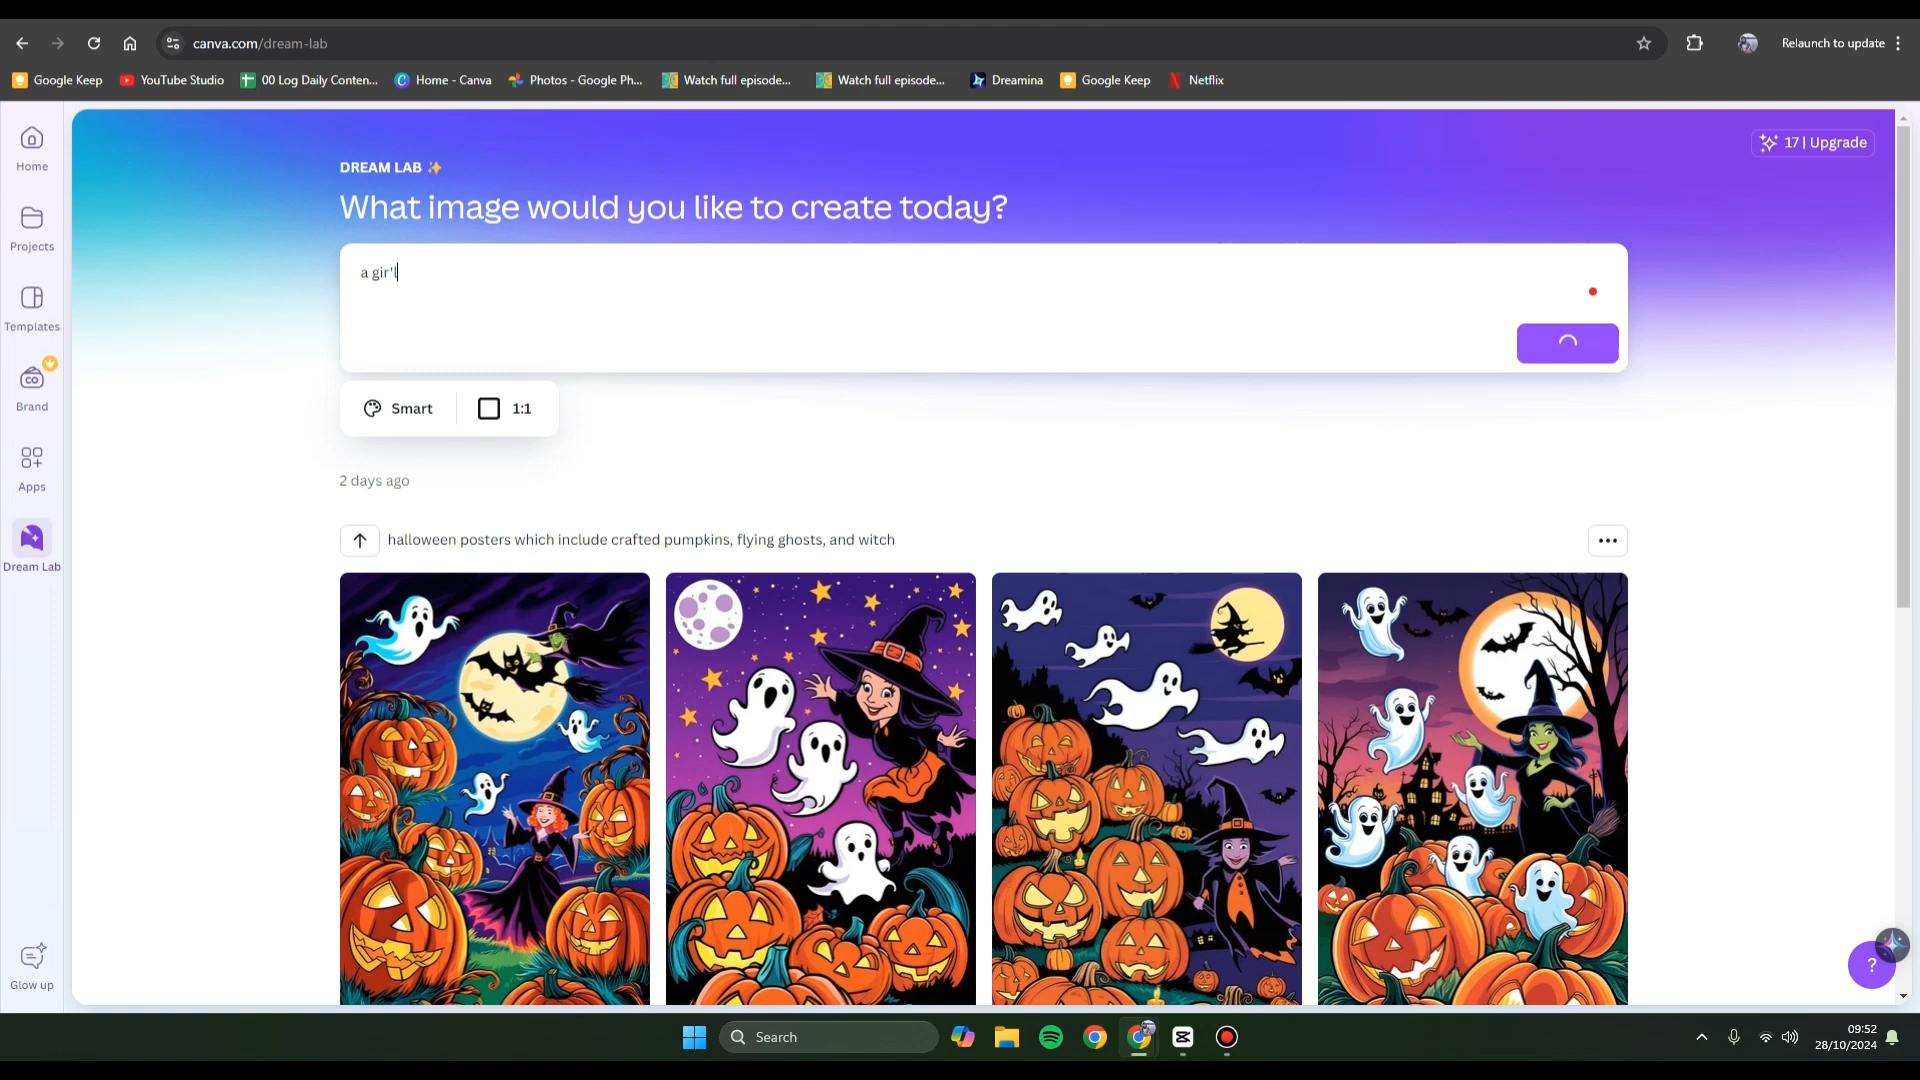 canva.com/dream-lab
Relaunch to update
Google Keep
YouTube Studio
00 Log Daily Conten...
Home - Canva
Photos - Google Ph...
Watch full episode...
Watch full episode...
Dreamina
Google Keep
Netflix
Home
Projects
Templates
Brand
Apps
Dream Lab
Glow up
17 | Upgrade
DREAM LAB ✨
What image would you like to create today?
a gir'l
Smart
1:1
2 days ago
halloween posters which include crafted pumpkins, flying ghosts, and witch
?
Search
09:52
28/10/2024